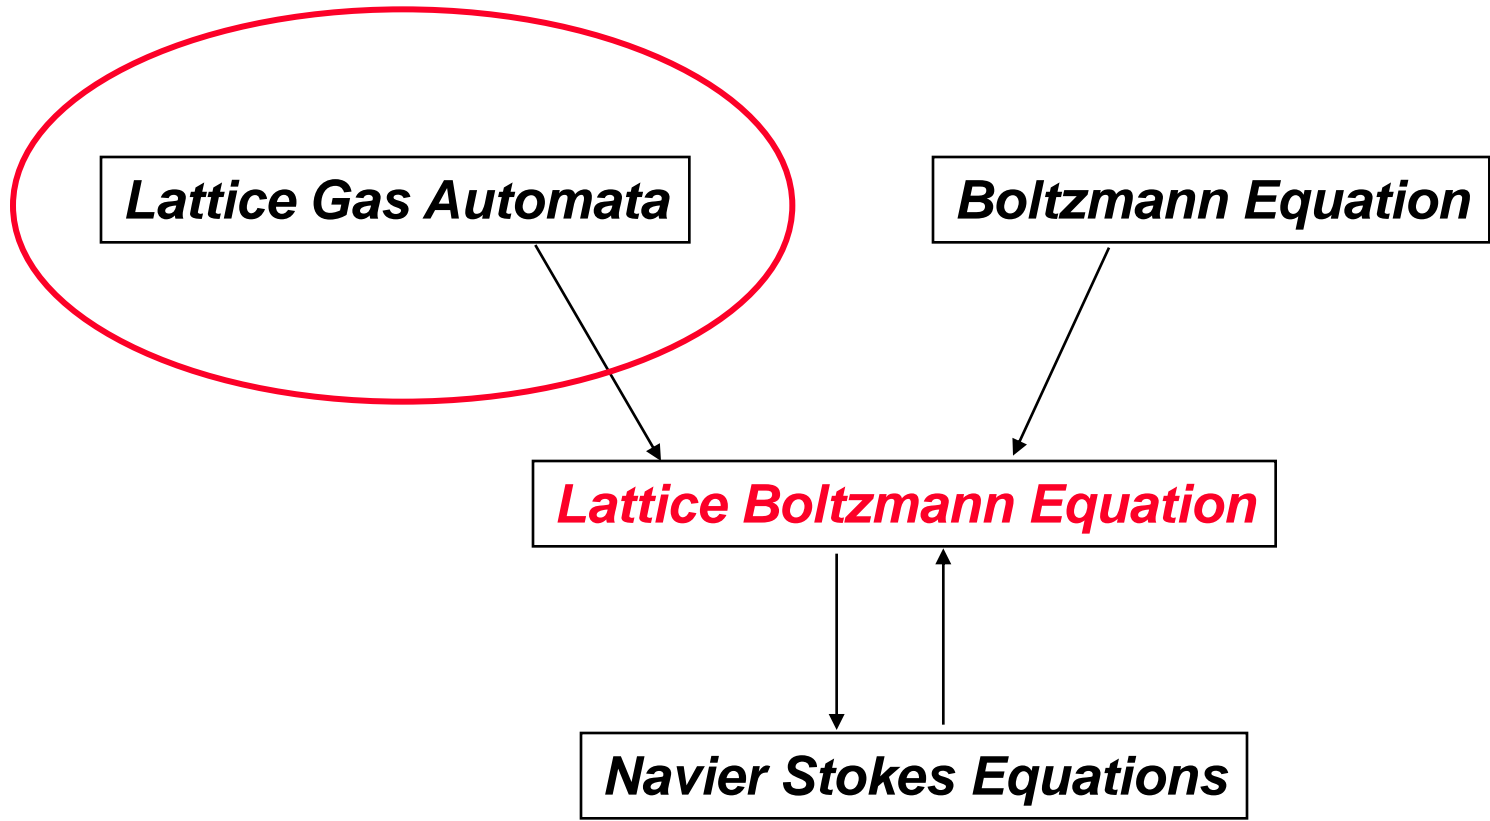 Lattice Gas Automata
Boltzmann Equation
Lattice Boltzmann Equation
Navier Stokes Equations